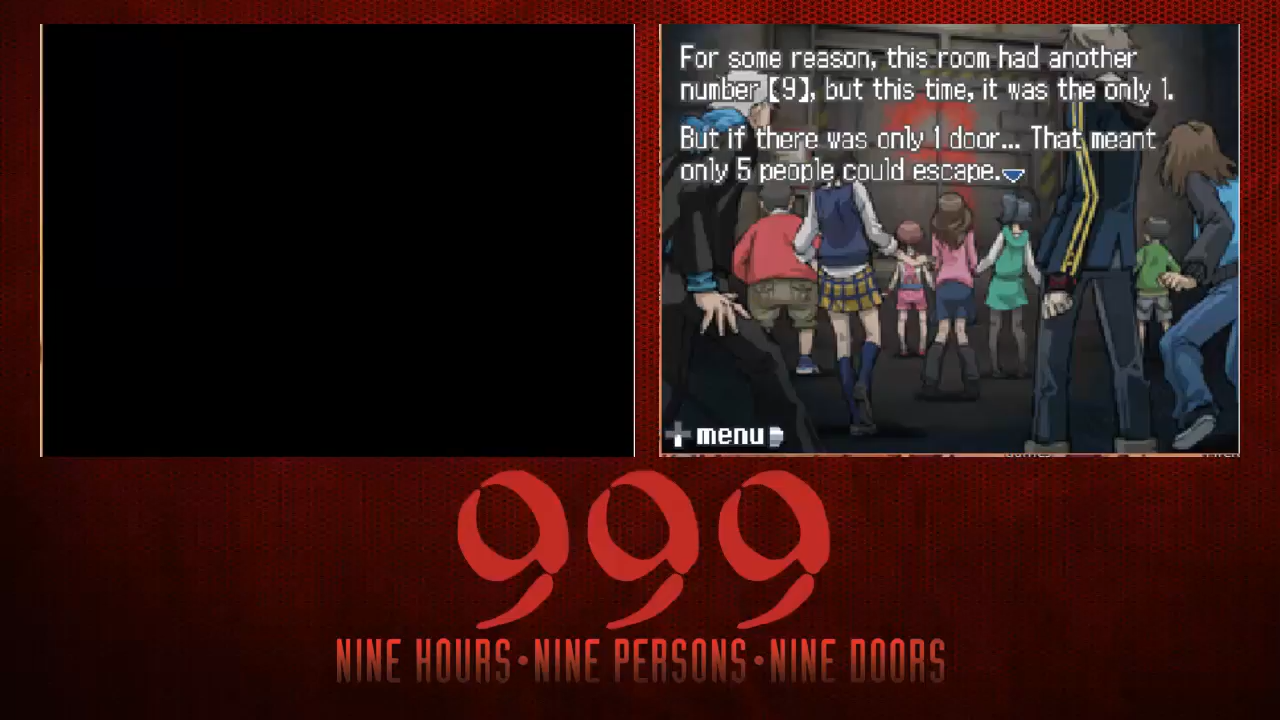 For some reason, this room had another
number【9】, but this time, it was the only 1.
But if there was only 1 door... That meant
only 5 people could escape.
9
menu
999
NINE HOURS·NINE PERSONS·NINE DOORS